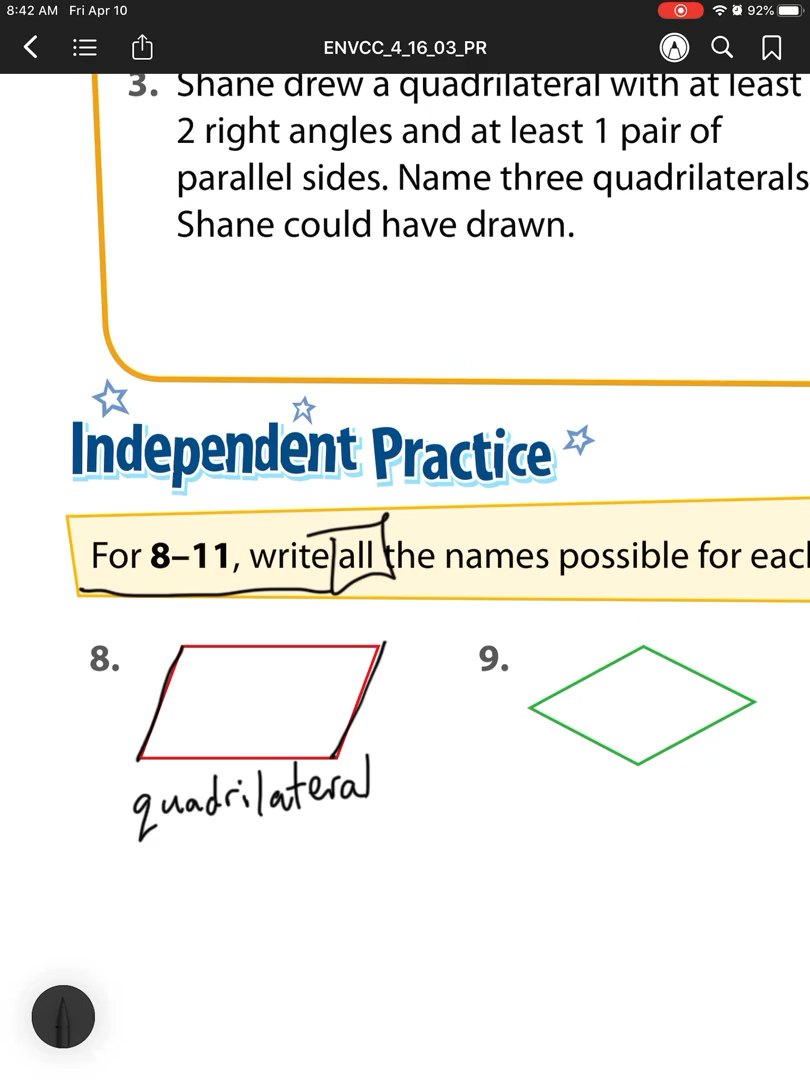 8:42 AM Fri Apr 10
92%
ENVCC_4_16_03_PR
3. Shane drew a quadrilateral with at least
2 right angles and at least 1 pair of
parallel sides. Name three quadrilaterals
Shane could have drawn.
Independent Practice
For 8–11, write all the names possible for each
8.
9.
quadrilateral